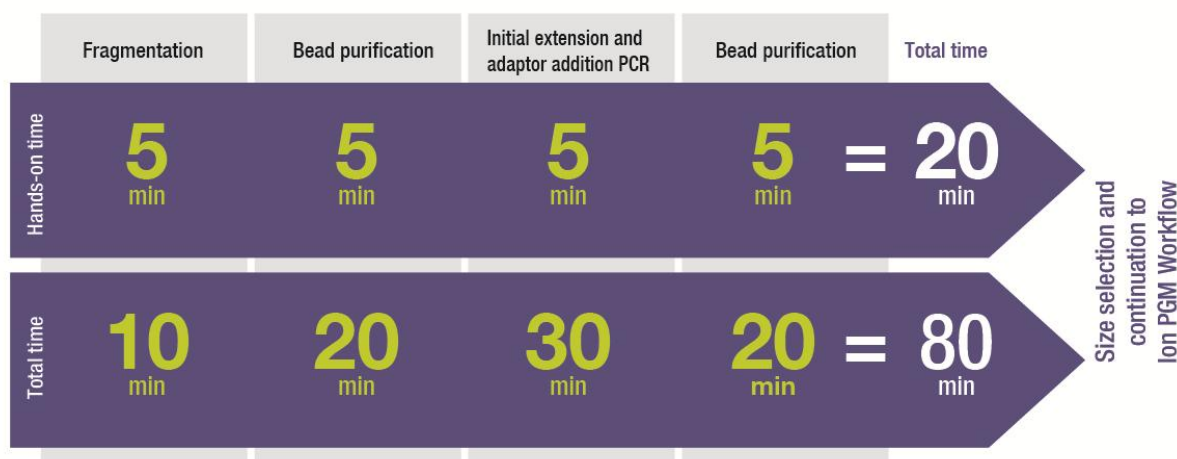 Fragmentation
Bead purification
Initial extension and
adaptor addition PCR
Bead purification
Total time
Hands-on time
5
min
5
min
5
min
5
min
=
20
min
Total time
10
min
20
min
30
min
20
min
=
80
min
Size selection and
continuation to
Ion PGM Workflow